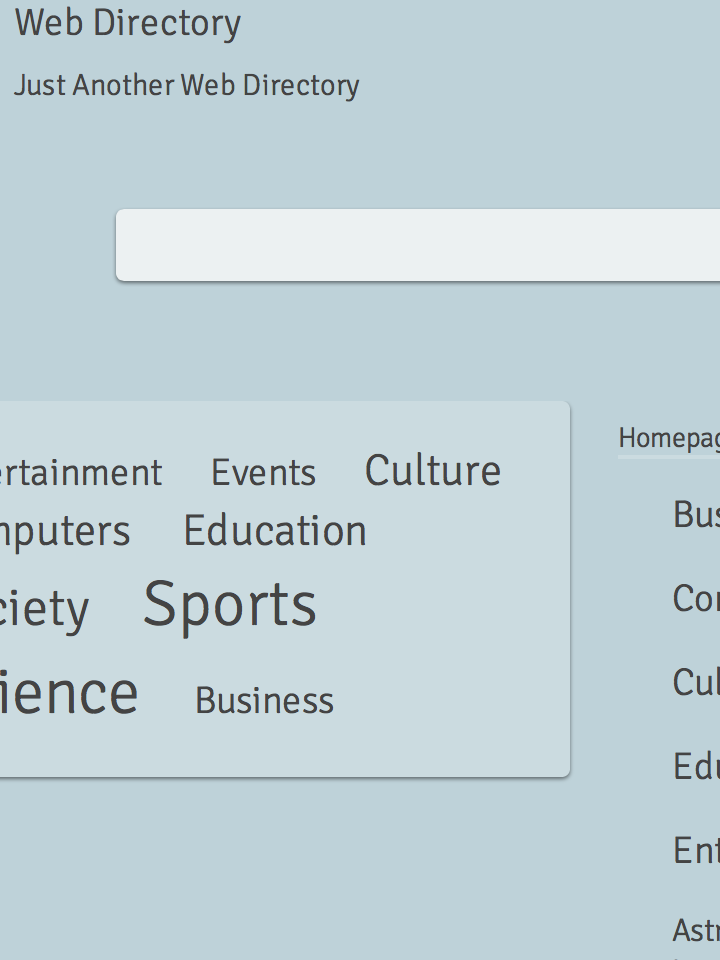 Web Directory
Just Another Web Directory
ertainment Events Culture
nputers Education
ciety Sports
ience Business
Homepag
Bus
Cor
Cul
Edu
Ent
Astr